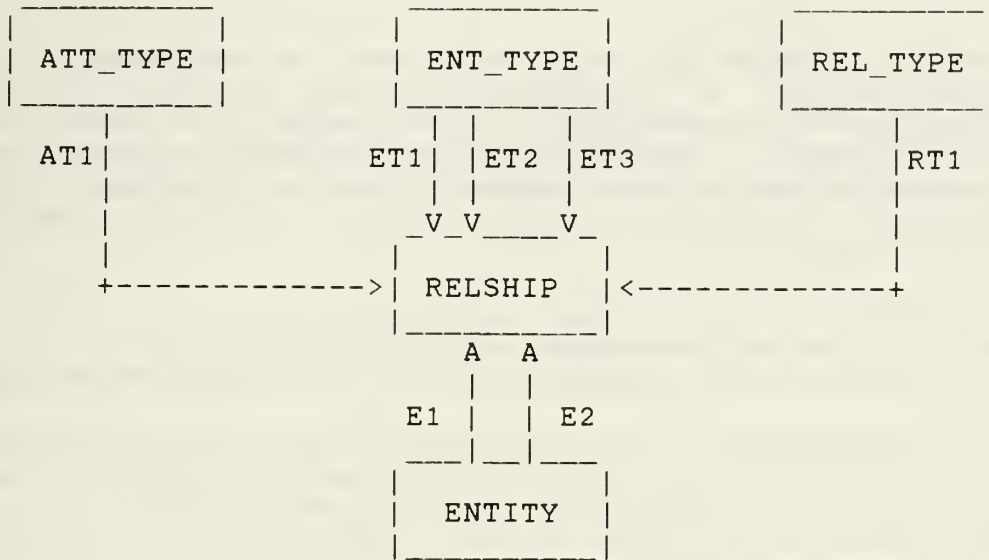 ATT_TYPE ENT_TYPE REL_TYPE
AT1 ET1 ET2 ET3 RT1
V V V
+-------------->| RELSHIP |<--------------+
A A
E1 E2
ENTITY